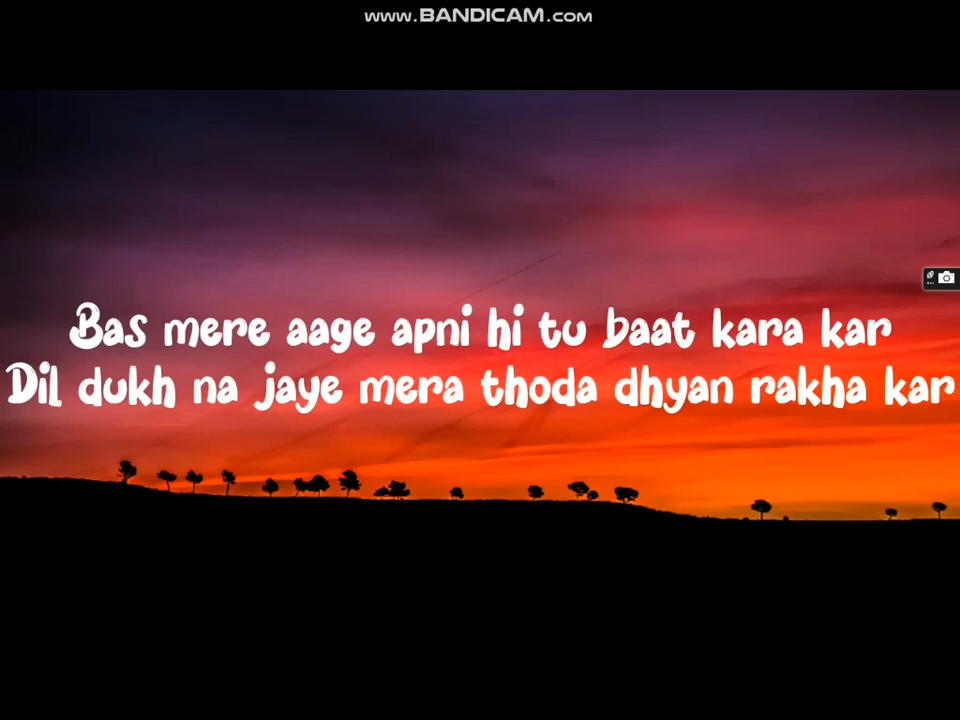 www.BANDICAM.com
Bas mere aage apni hi tu baat kara kar
Dil dukh na jaye mera thoda dhyan rakha kar